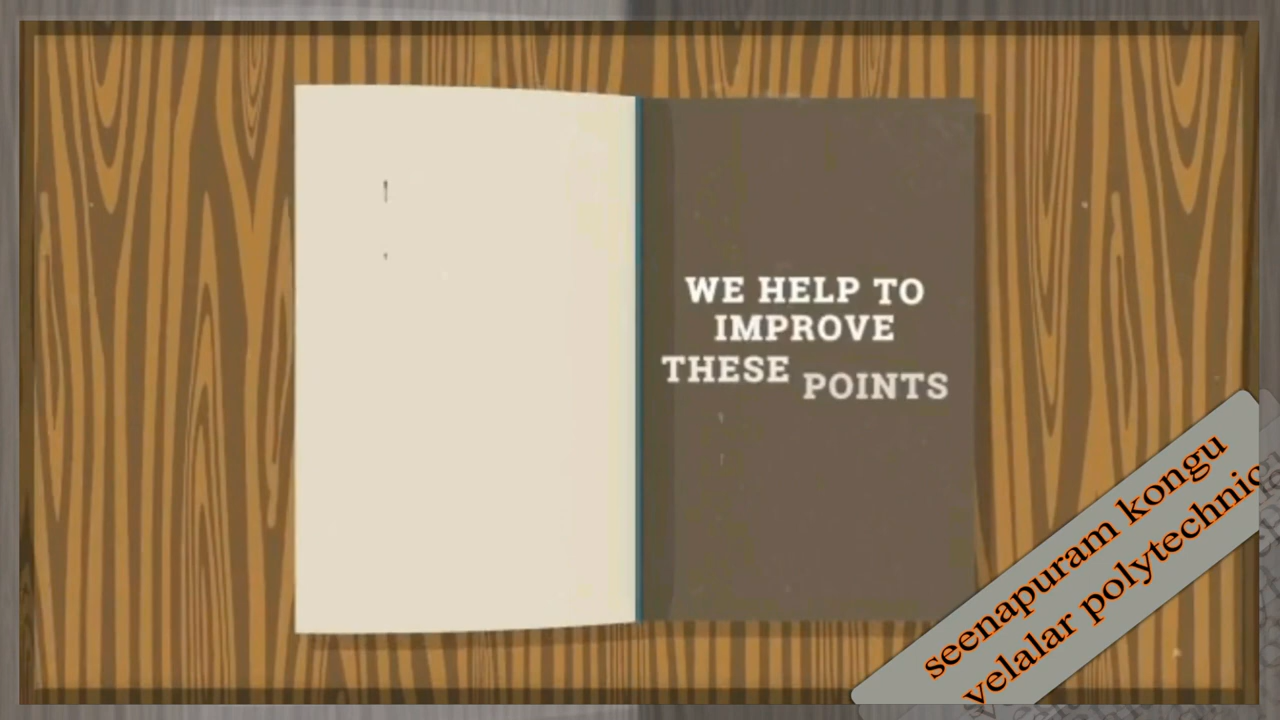 WE HELP TO
IMPROVE
THESE POINTS
seenapuram kongu
velalar polytechnic